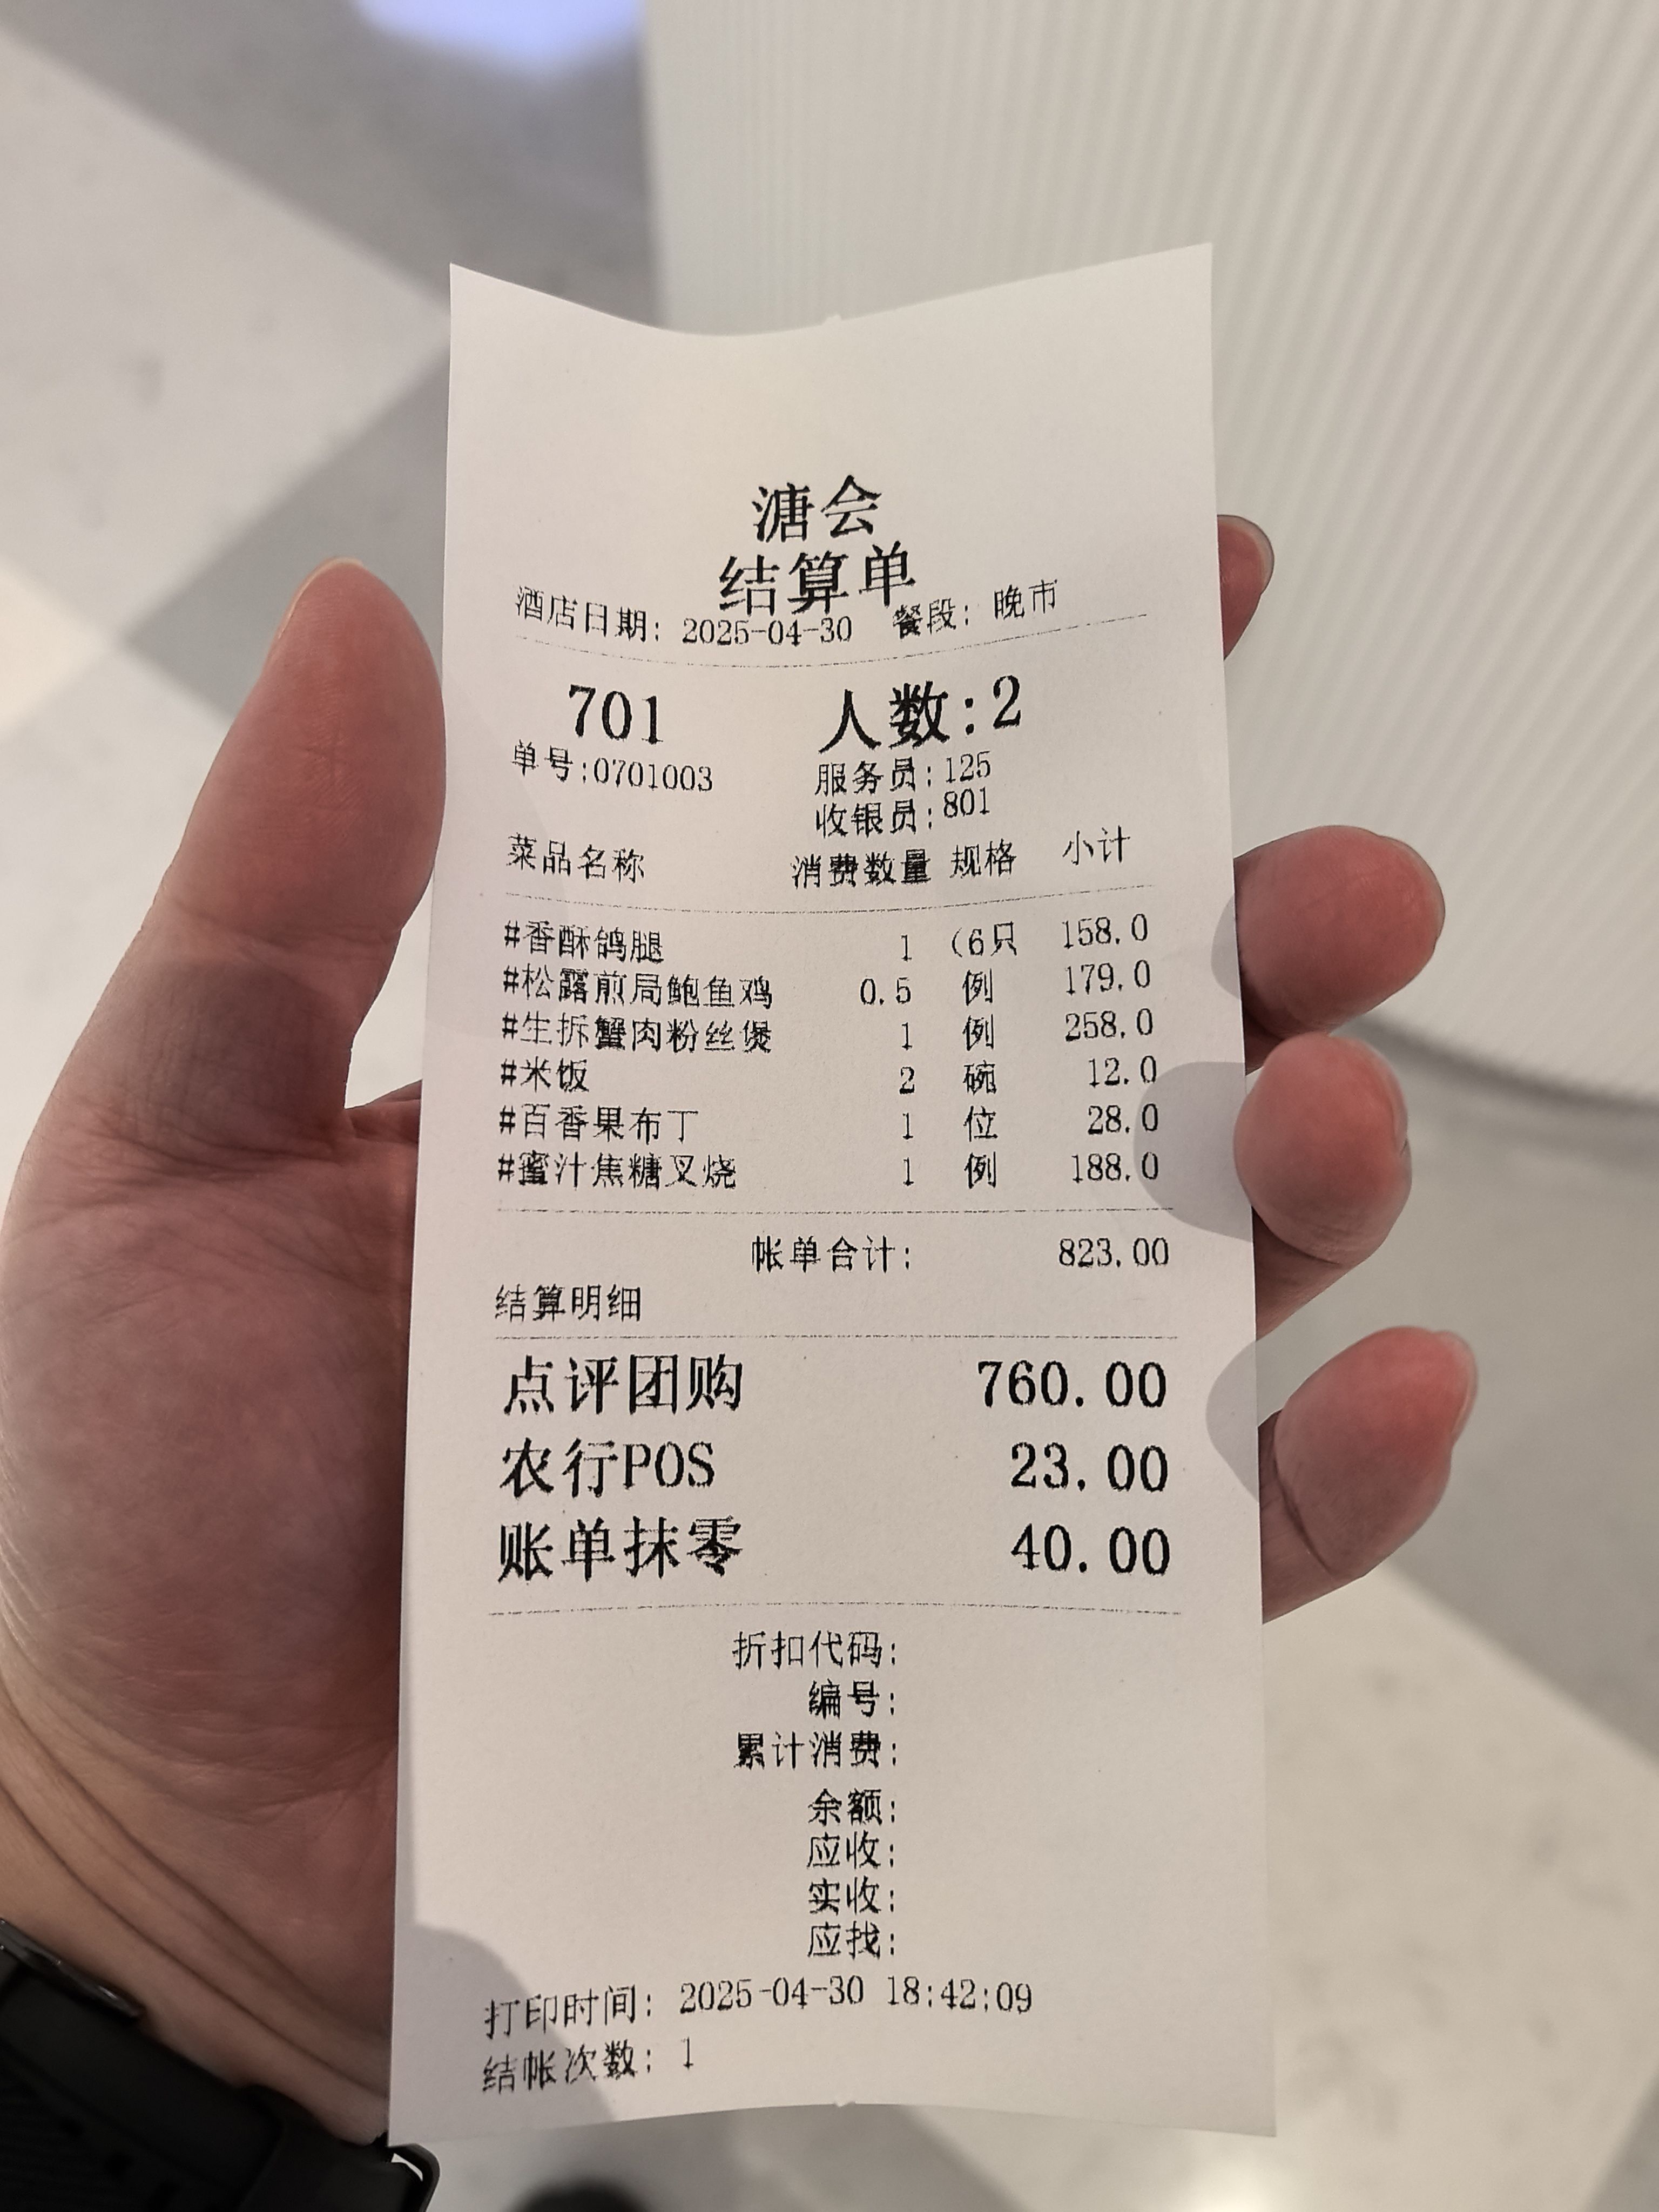 溏会
结算单
酒店日期: 2025-04-30 餐段: 晚市
701 人数:2
单号:0701003 服务员:125
收银员:801
菜品名称 消费数量 规格 小计
#香酥鸽腿 1 (6只 158.0
#松露煎局鲍鱼鸡 0.5 例 179.0
#生拆蟹肉粉丝煲 1 例 258.0
#米饭 2 碗 12.0
#百香果布丁 1 位 28.0
#蜜汁焦糖叉烧 1 例 188.0
帐单合计: 823.00
结算明细
点评团购 760.00
农行POS 23.00
账单抹零 40.00
折扣代码:
编号:
累计消费:
余额:
应收:
实收:
应找:
打印时间: 2025-04-30 18:42:09
结帐次数: 1